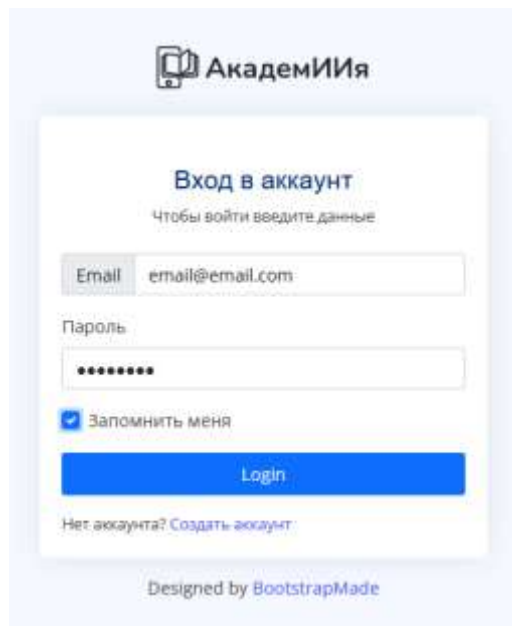 АкадемИИя
Вход в аккаунт
Чтобы войти введите данные
Email email@email.com
Пароль
••••••••
Запомнить меня
Login
Нет аккаунта? Создать аккаунт
Designed by BootstrapMade